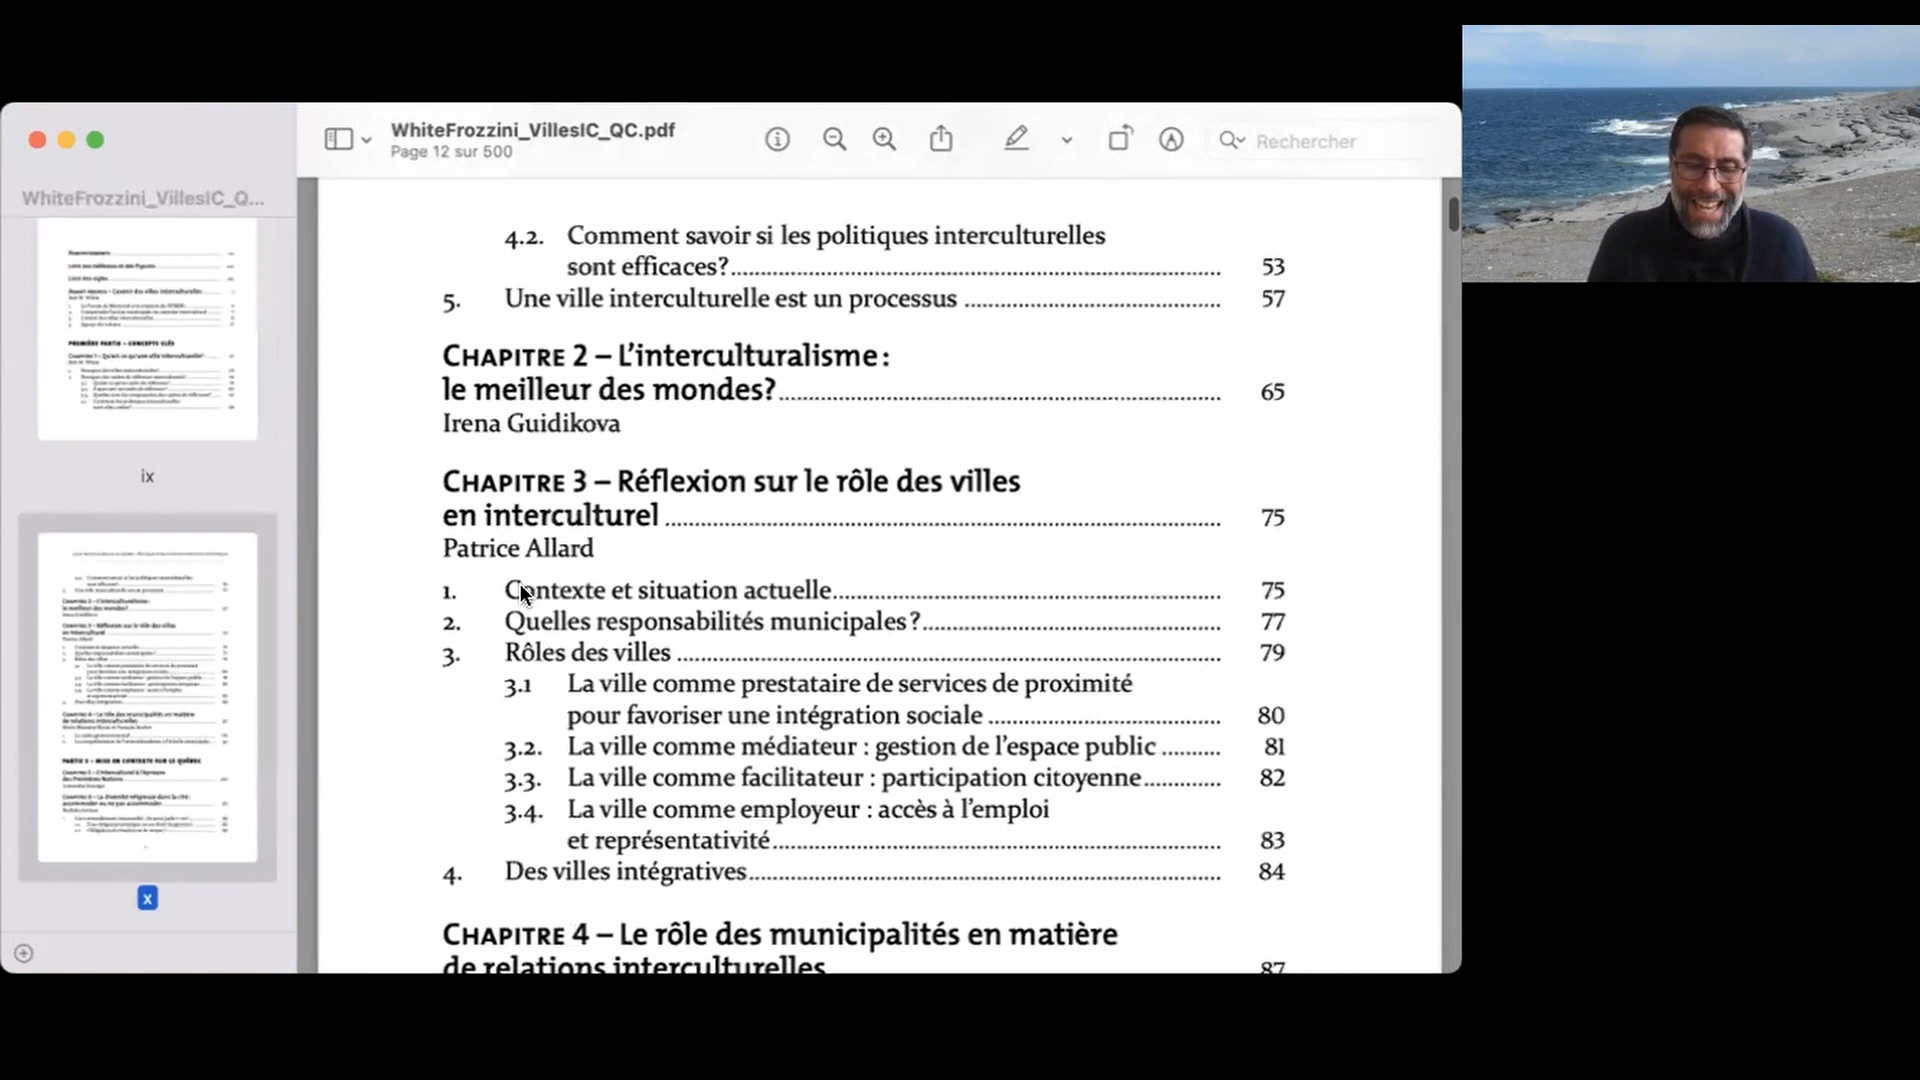 WhiteFrozzini_VillesIC_QC.pdf
Page 12 sur 500
Rechercher
WhiteFrozzini_VillesIC_Q...
ix
x
4.2. Comment savoir si les politiques interculturelles
sont efficaces?.......... 53
5. Une ville interculturelle est un processus .......... 57
CHAPITRE 2 – L’interculturalisme :
le meilleur des mondes?.......... 65
Irena Guidikova
CHAPITRE 3 – Réflexion sur le rôle des villes
en interculturel .......... 75
Patrice Allard
1. Contexte et situation actuelle.......... 75
2. Quelles responsabilités municipales ?.......... 77
3. Rôles des villes .......... 79
3.1 La ville comme prestataire de services de proximité
pour favoriser une intégration sociale .......... 80
3.2. La ville comme médiateur : gestion de l’espace public .......... 81
3.3. La ville comme facilitateur : participation citoyenne.......... 82
3.4. La ville comme employeur : accès à l’emploi
et représentativité.......... 83
4. Des villes intégratives.......... 84
CHAPITRE 4 – Le rôle des municipalités en matière
de relations interculturelles 87